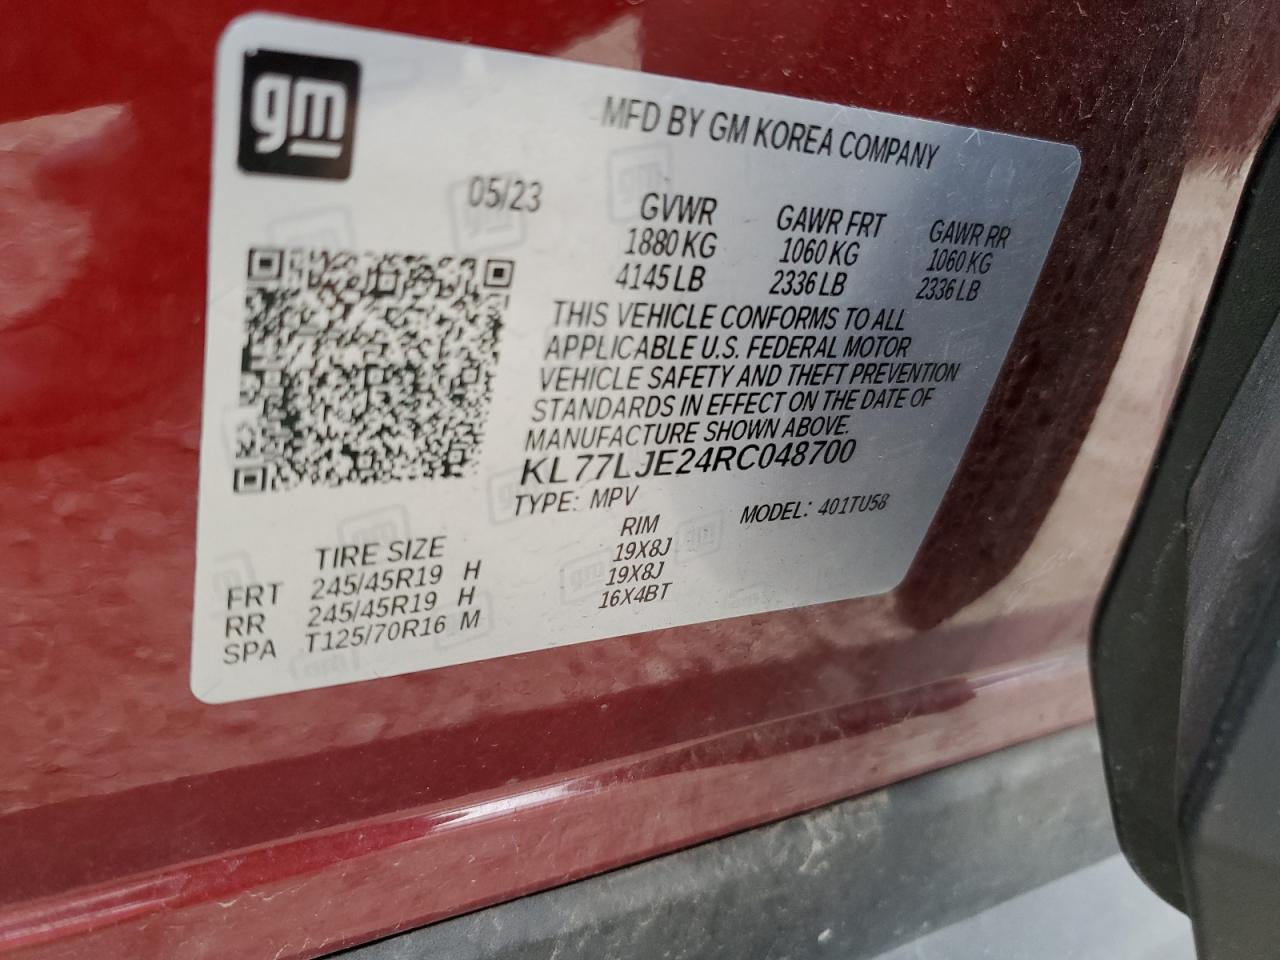 gm
MFD BY GM KOREA COMPANY
05/23
GVWR GAWR FRT GAWR RR
1880 KG 1060 KG 1060 KG
4145 LB 2336 LB 2336 LB
THIS VEHICLE CONFORMS TO ALL
APPLICABLE U.S. FEDERAL MOTOR
VEHICLE SAFETY AND THEFT PREVENTION
STANDARDS IN EFFECT ON THE DATE OF
MANUFACTURE SHOWN ABOVE.
KL77LJE24RC048700
TYPE: MPV MODEL: 401TU58
TIRE SIZE RIM
FRT 245/45R19 H 19X8J
RR 245/45R19 H 19X8J
SPA T125/70R16 M 16X4BT